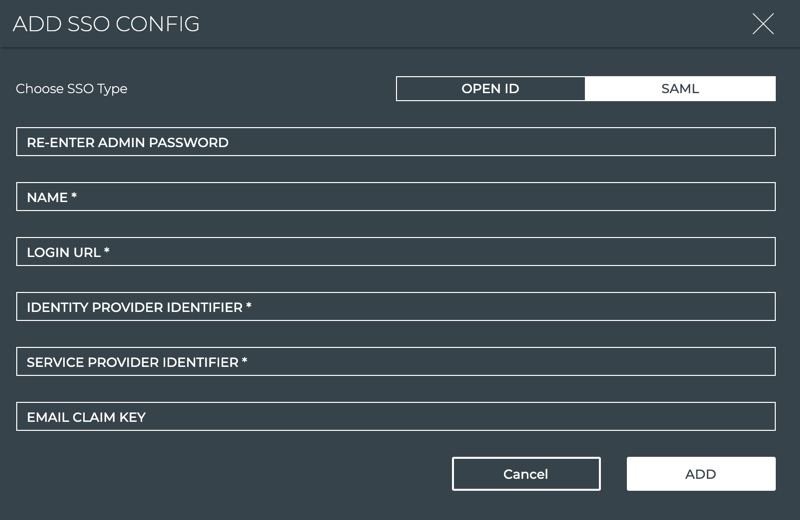 ADD SSO CONFIG
Choose SSO Type
OPEN ID
SAML
RE-ENTER ADMIN PASSWORD
NAME *
LOGIN URL *
IDENTITY PROVIDER IDENTIFIER *
SERVICE PROVIDER IDENTIFIER *
EMAIL CLAIM KEY
Cancel
ADD